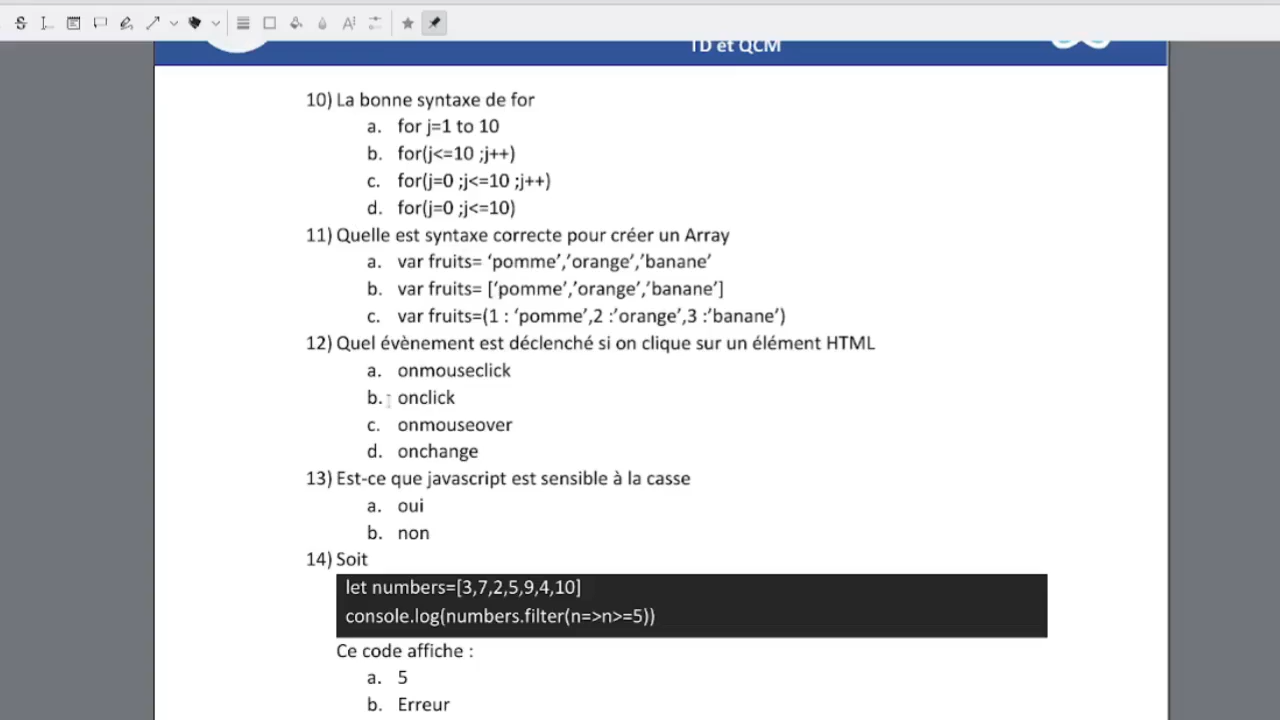 TD et QCM
10) La bonne syntaxe de for
a. for j=1 to 10
b. for(j<=10 ;j++)
c. for(j=0 ;j<=10 ;j++)
d. for(j=0 ;j<=10)
11) Quelle est syntaxe correcte pour créer un Array
a. var fruits= ‘pomme’,’orange’,’banane’
b. var fruits= [‘pomme’,’orange’,’banane’]
c. var fruits=(1 : ‘pomme’,2 :’orange’,3 :’banane’)
12) Quel évènement est déclenché si on clique sur un élément HTML
a. onmouseclick
b. onclick
c. onmouseover
d. onchange
13) Est-ce que javascript est sensible à la casse
a. oui
b. non
14) Soit
let numbers=[3,7,2,5,9,4,10]
console.log(numbers.filter(n=>n>=5))
Ce code affiche :
a. 5
b. Erreur